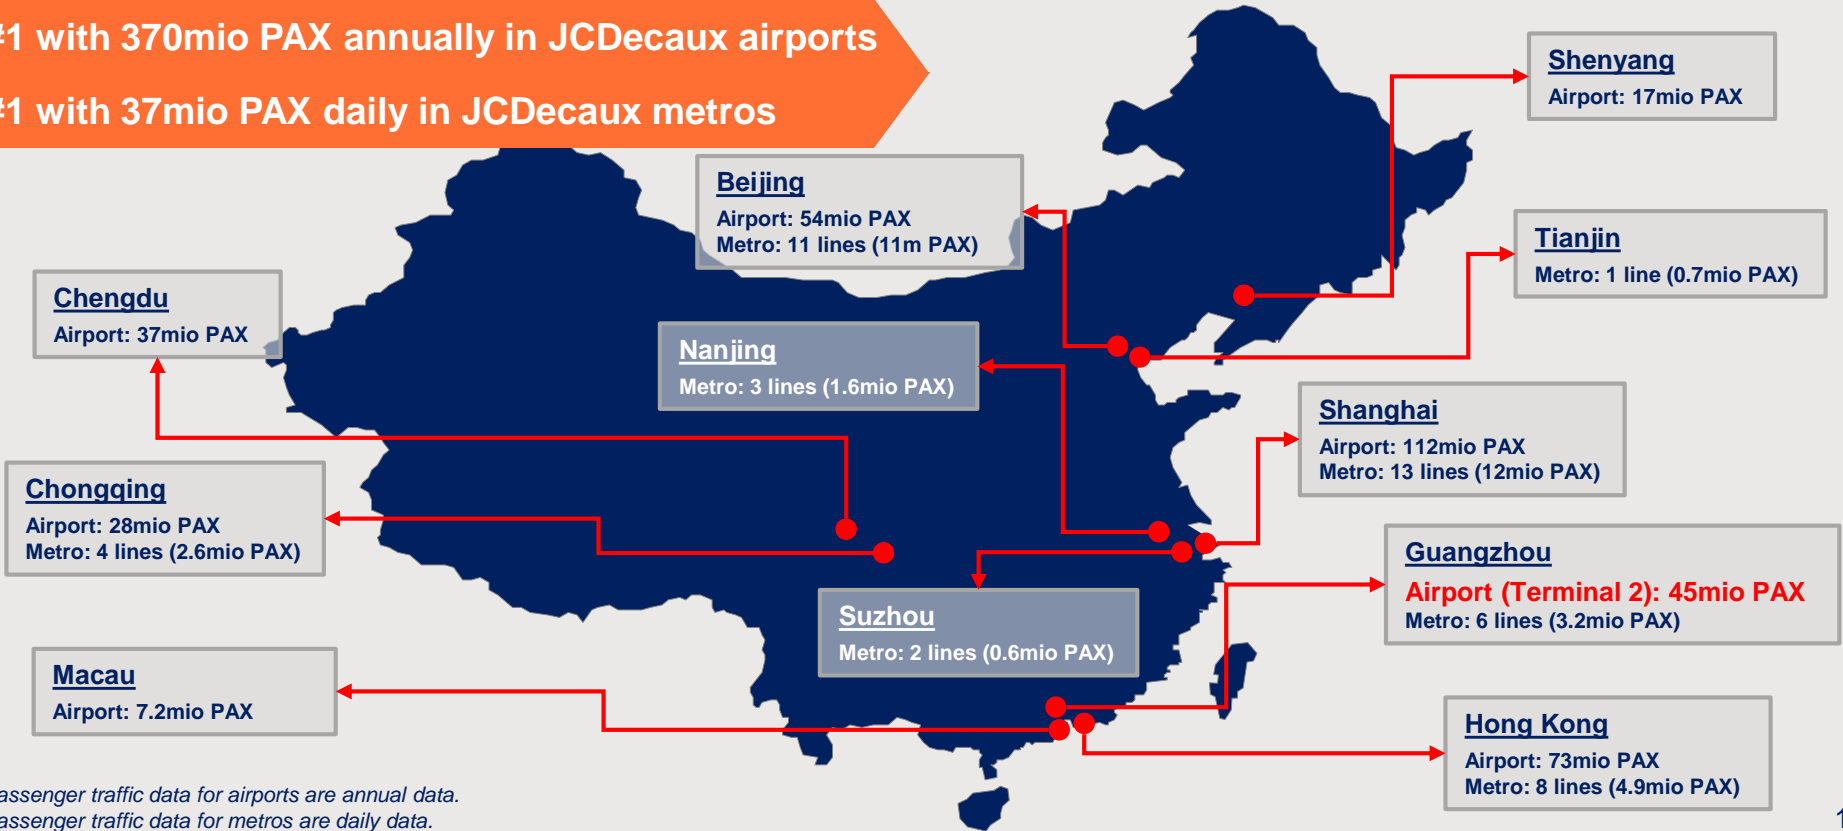 #1 with 370mio PAX annually in JCDecaux airports
#1 with 37mio PAX daily in JCDecaux metros
Shenyang
Airport: 17mio PAX
Beijing
Airport: 54mio PAX
Metro: 11 lines (11m PAX)
Tianjin
Metro: 1 line (0.7mio PAX)
Chengdu
Airport: 37mio PAX
Nanjing
Metro: 3 lines (1.6mio PAX)
Shanghai
Airport: 112mio PAX
Metro: 13 lines (12mio PAX)
Chongqing
Airport: 28mio PAX
Metro: 4 lines (2.6mio PAX)
Guangzhou
Airport (Terminal 2): 45mio PAX
Metro: 6 lines (3.2mio PAX)
Suzhou
Metro: 2 lines (0.6mio PAX)
Macau
Airport: 7.2mio PAX
Hong Kong
Airport: 73mio PAX
Metro: 8 lines (4.9mio PAX)
assenger traffic data for airports are annual data.
assenger traffic data for metros are daily data.